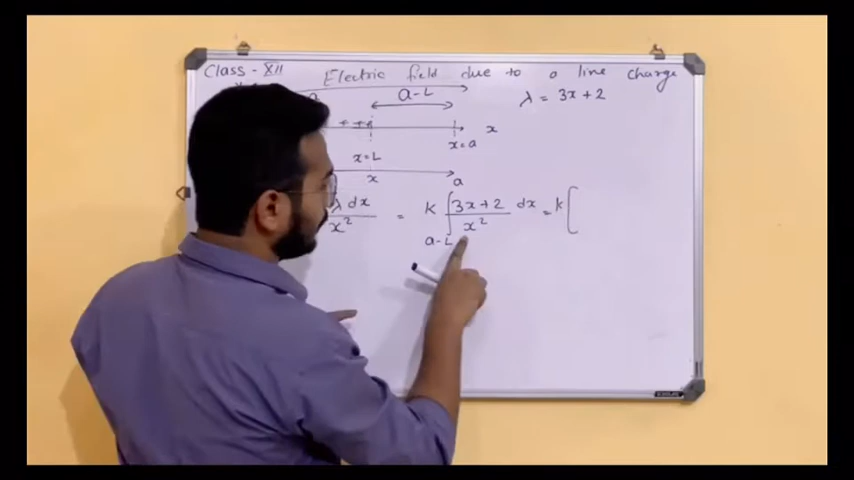 Class - XII Electric field due to a line charge
a
a-L λ = 3x + 2
+ + + x
x = a
x = L
x
a
λ dx / x² = K ∫ 3x + 2 / x² dx = K [
a-L